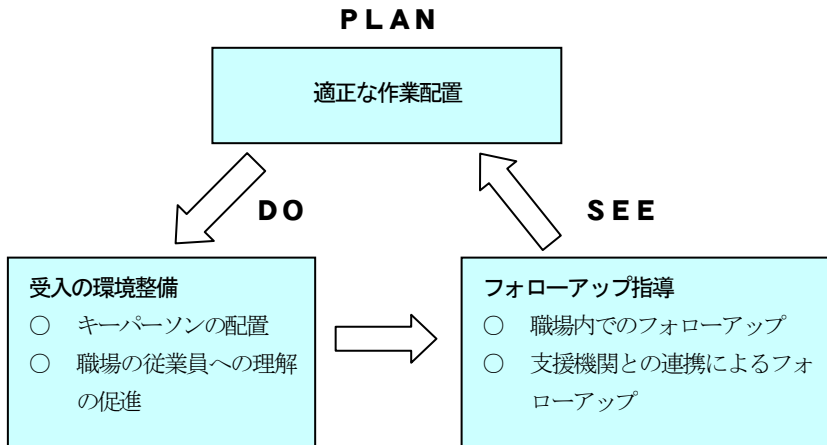 ＰＬＡＮ
適正な作業配置
ＤＯ
ＳＥＥ
受入の環境整備
○　キーパーソンの配置
○　職場の従業員への理解
の促進
フォローアップ指導
○　職場内でのフォローアップ
○　支援機関との連携によるフォ
ローアップ